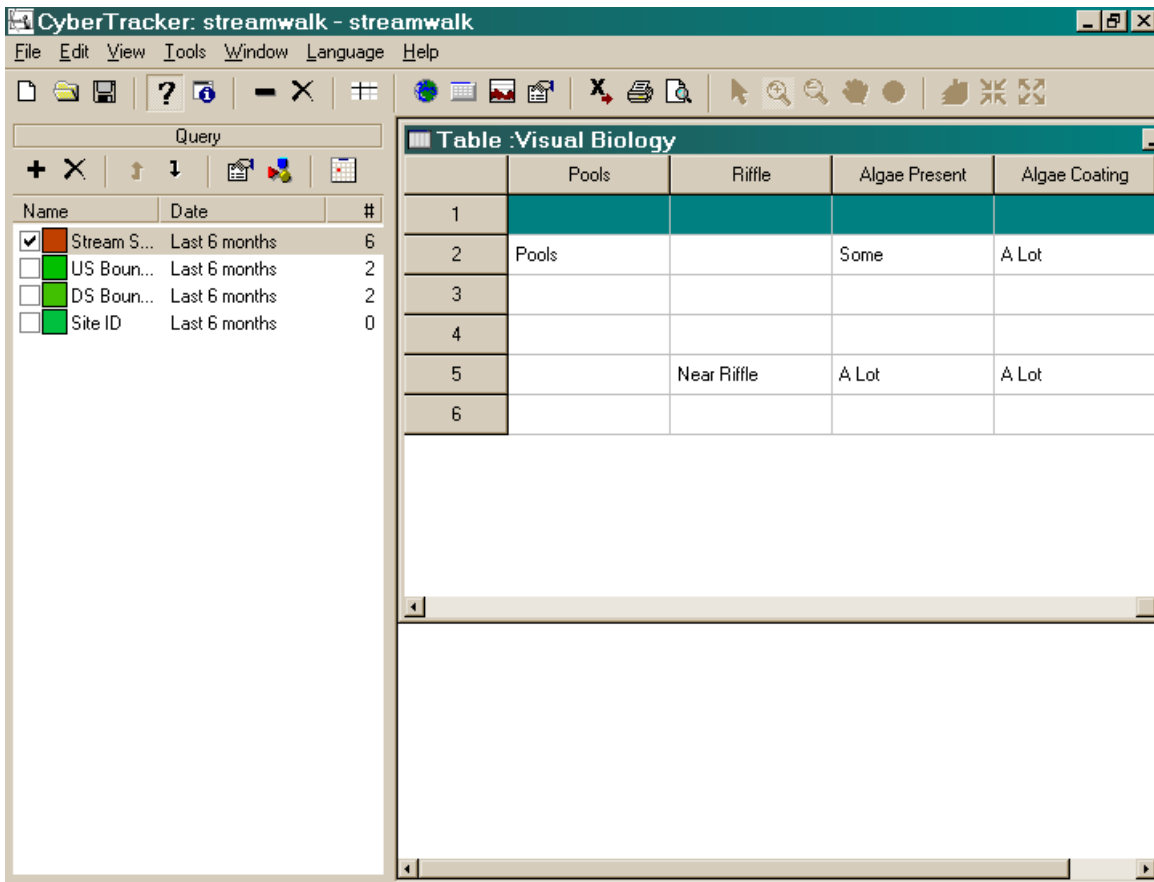 CyberTracker: streamwalk - streamwalk
File Edit View Tools Window Language Help
Query
Name Date #
Stream S... Last 6 months 6
US Boun... Last 6 months 2
DS Boun... Last 6 months 2
Site ID Last 6 months 0
Table :Visual Biology
Pools Riffle Algae Present Algae Coating
1
2 Pools Some A Lot
3
4
5 Near Riffle A Lot A Lot
6